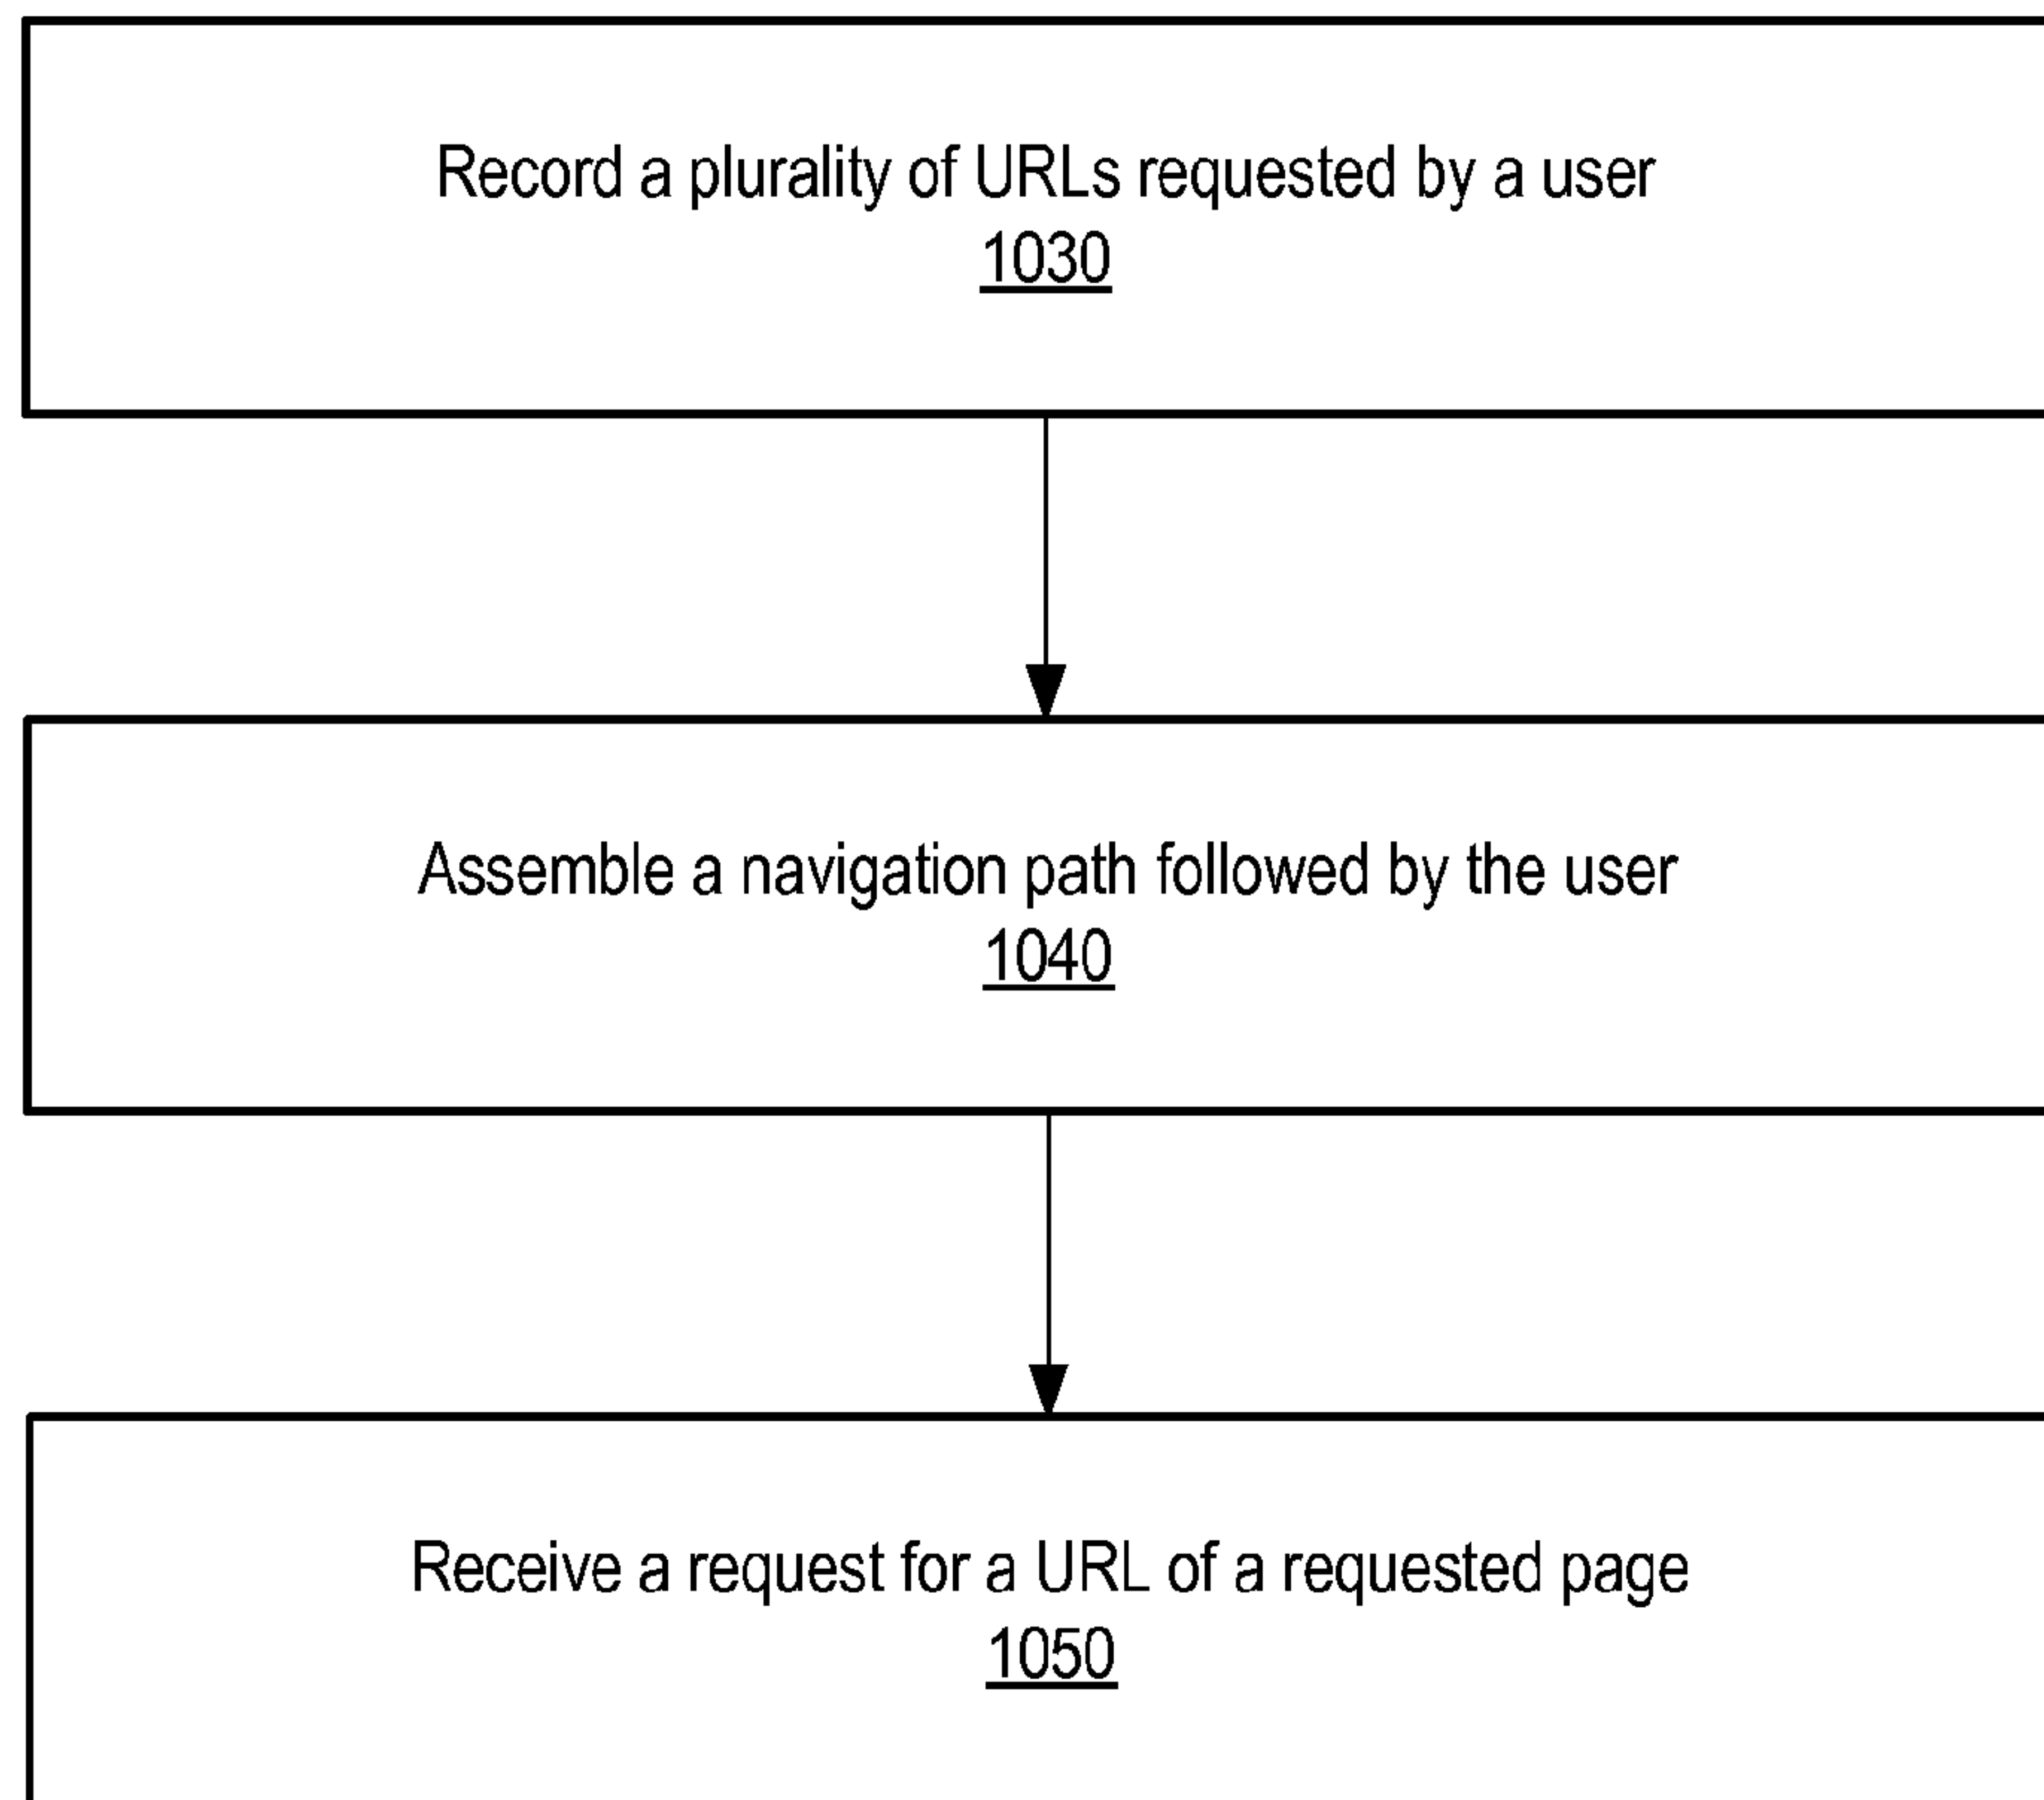 Record a plurality of URLs requested by a user
1030
Assemble a navigation path followed by the user
1040
Receive a request for a URL of a requested page
1050